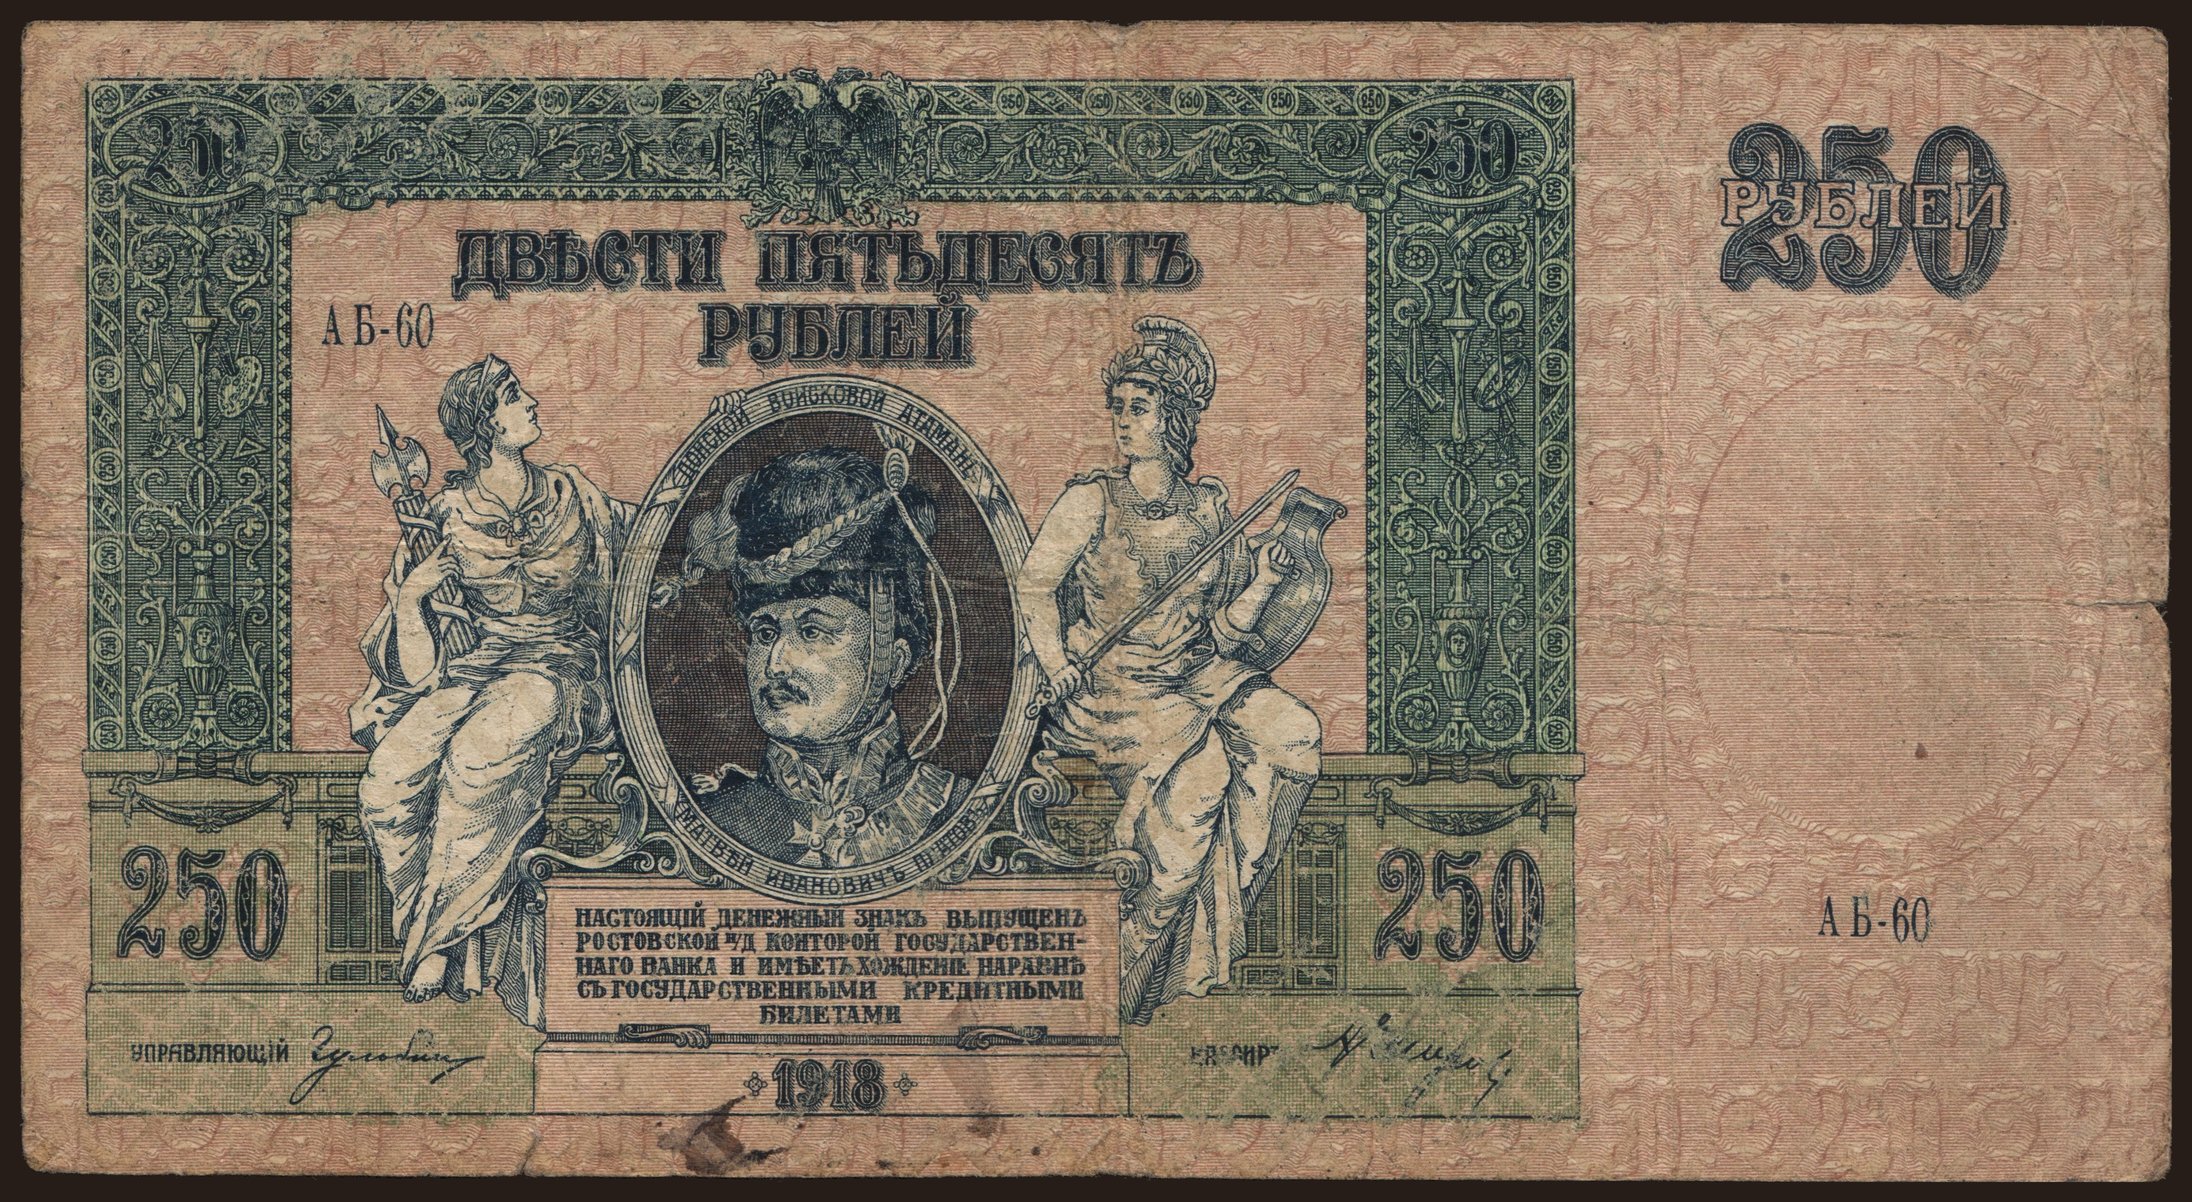 250
250
250
РУБЛЕЙ
ДВѢСТИ ПЯТЬДЕСЯТЪ
РУБЛЕЙ
АБ-60
ДОНСКОЙ ВОЙСКОВОЙ АТАМАНЪ
МАТВѢЙ ИВАНОВИЧЪ ПЛАТОВЪ
250
250
НАСТОЯЩІЙ ДЕНЕЖНЫЙ ЗНАКЪ ВЫПУЩЕНЪ
РОСТОВСКОЙ Н/Д КОНТОРОЙ ГОСУДАРСТВЕН-
НАГО БАНКА И ИМѢЕТЪ ХОЖДЕНІЕ НАРАВНѢ
СЪ ГОСУДАРСТВЕННЫМИ КРЕДИТНЫМИ
БИЛЕТАМИ
АБ-60
УПРАВЛЯЮЩІЙ
КАССИРЪ
1918